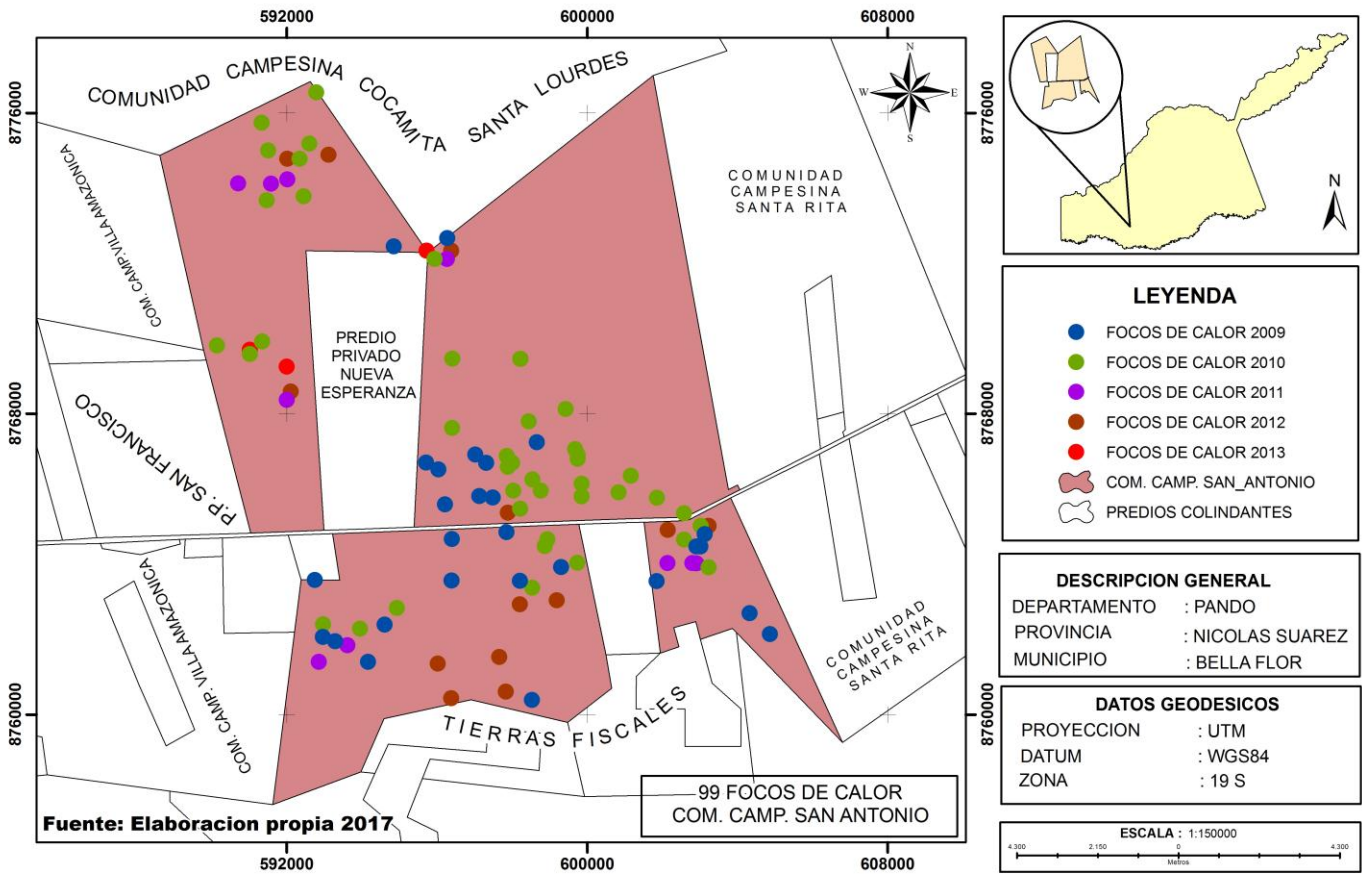 592000
600000
608000
8776000
8768000
8760000
COMUNIDAD CAMPESINA COCAMITA SANTA LOURDES
N
W E
S
COM. CAMP.VILLA AMAZONICA
COMUNIDAD
CAMPESINA
SANTA RITA
PREDIO
PRIVADO
NUEVA
ESPERANZA
P.P. SAN FRANCISCO
COM. CAMP. VILLA AMAZONICA
COMUNIDAD
CAMPESINA
SANTA RITA
TIERRAS FISCALES
99 FOCOS DE CALOR
COM. CAMP. SAN ANTONIO
Fuente: Elaboracion propia 2017
8776000
8768000
8760000
592000
600000
608000
N
LEYENDA
FOCOS DE CALOR 2009
FOCOS DE CALOR 2010
FOCOS DE CALOR 2011
FOCOS DE CALOR 2012
FOCOS DE CALOR 2013
COM. CAMP. SAN_ANTONIO
PREDIOS COLINDANTES
DESCRIPCION GENERAL
DEPARTAMENTO : PANDO
PROVINCIA : NICOLAS SUAREZ
MUNICIPIO : BELLA FLOR
DATOS GEODESICOS
PROYECCION : UTM
DATUM : WGS84
ZONA : 19 S
ESCALA : 1:150000
4.300 2.150 0 4.300
Metros